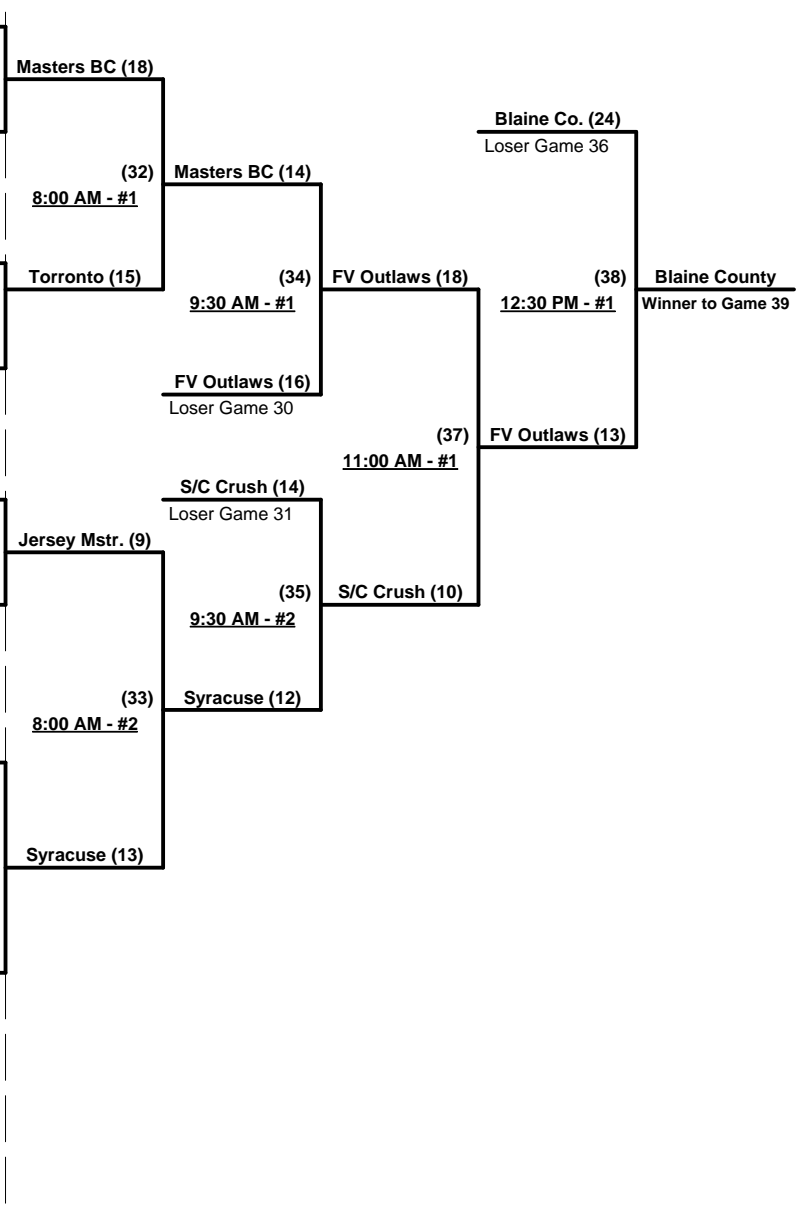 Masters BC (18)
Blaine Co. (24)
Loser Game 36
(32)
Masters BC (14)
8:00 AM - #1
Torronto (15)
(34)
FV Outlaws (18)
(38)
Blaine County
9:30 AM - #1
12:30 PM - #1
Winner to Game 39
FV Outlaws (16)
Loser Game 30
(37)
FV Outlaws (13)
11:00 AM - #1
S/C Crush (14)
Loser Game 31
Jersey Mstr. (9)
(35)
S/C Crush (10)
9:30 AM - #2
(33)
Syracuse (12)
8:00 AM - #2
Syracuse (13)